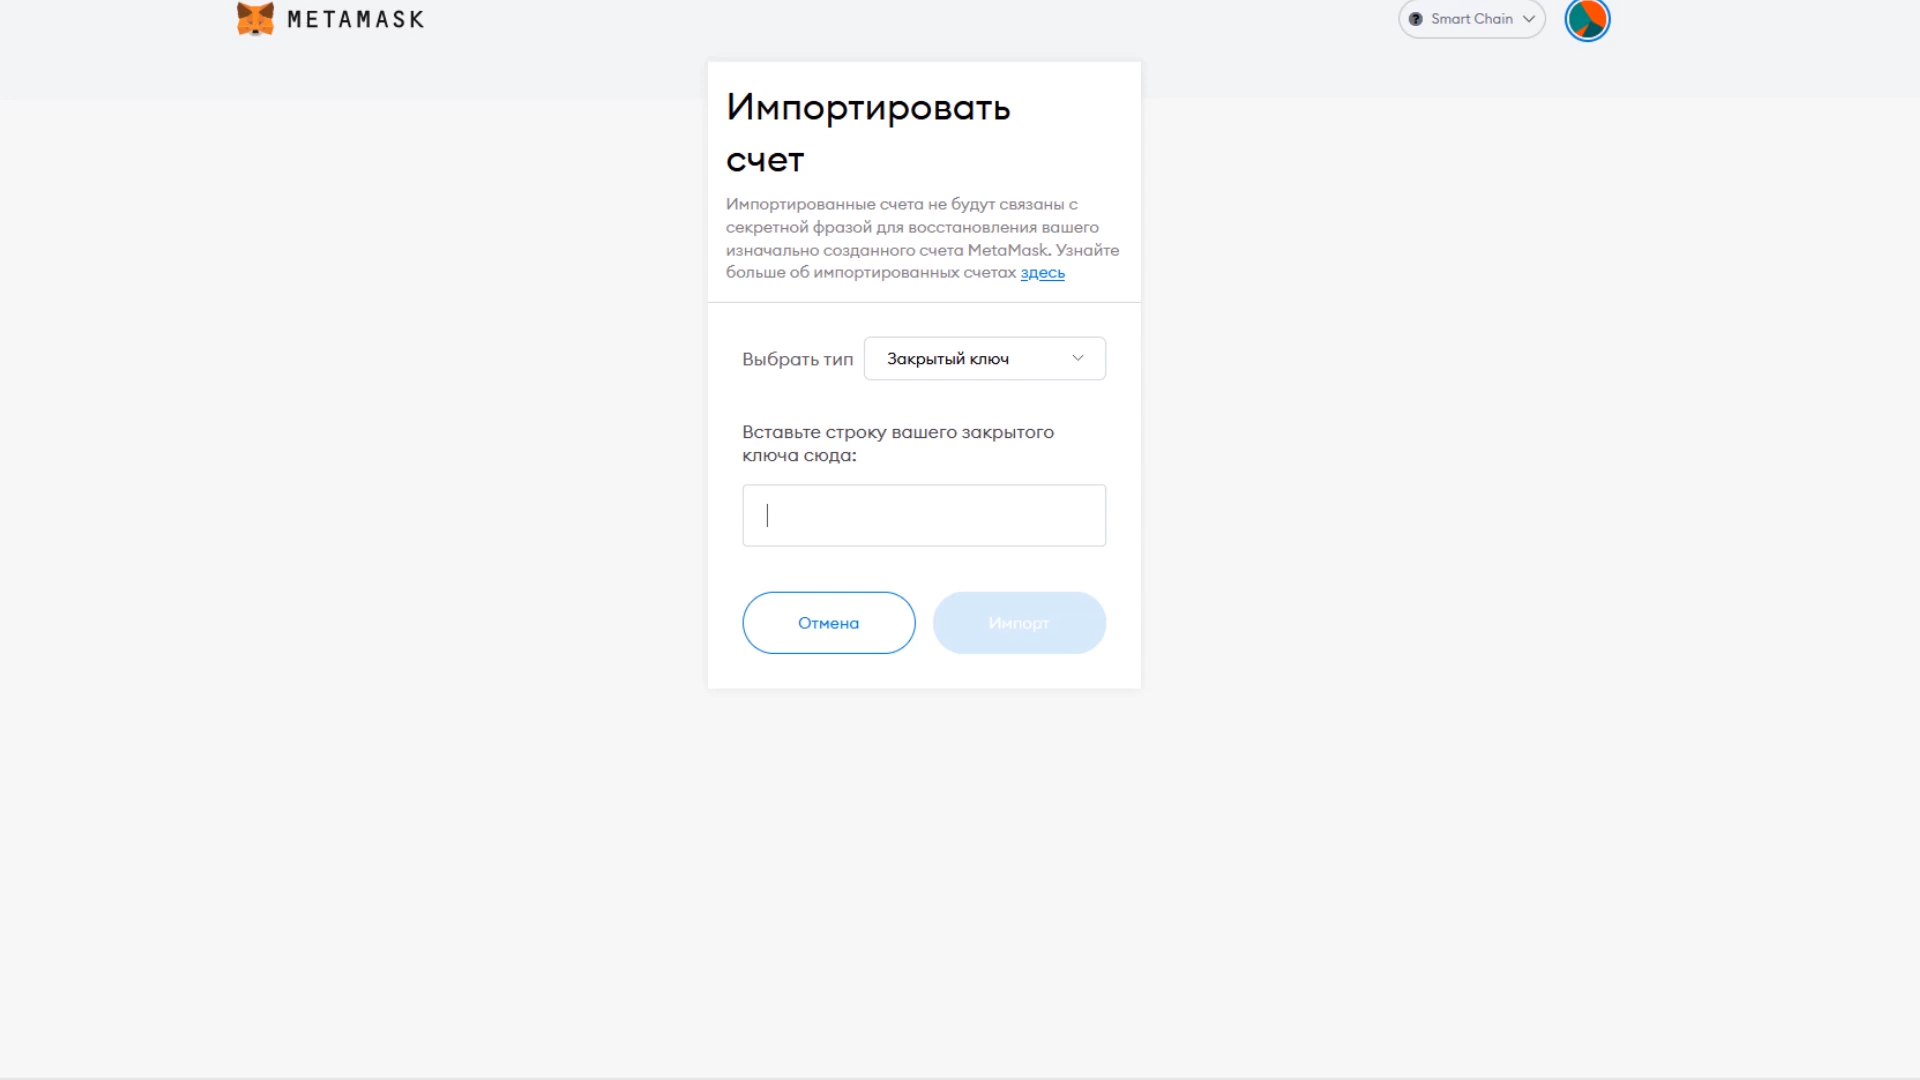 METAMASK
Smart Chain
Импортировать
счет
Импортированные счета не будут связаны с
секретной фразой для восстановления вашего
изначально созданного счета MetaMask. Узнайте
больше об импортированных счетах здесь
Выбрать тип Закрытый ключ
Вставьте строку вашего закрытого
ключа сюда:
Отмена Импорт